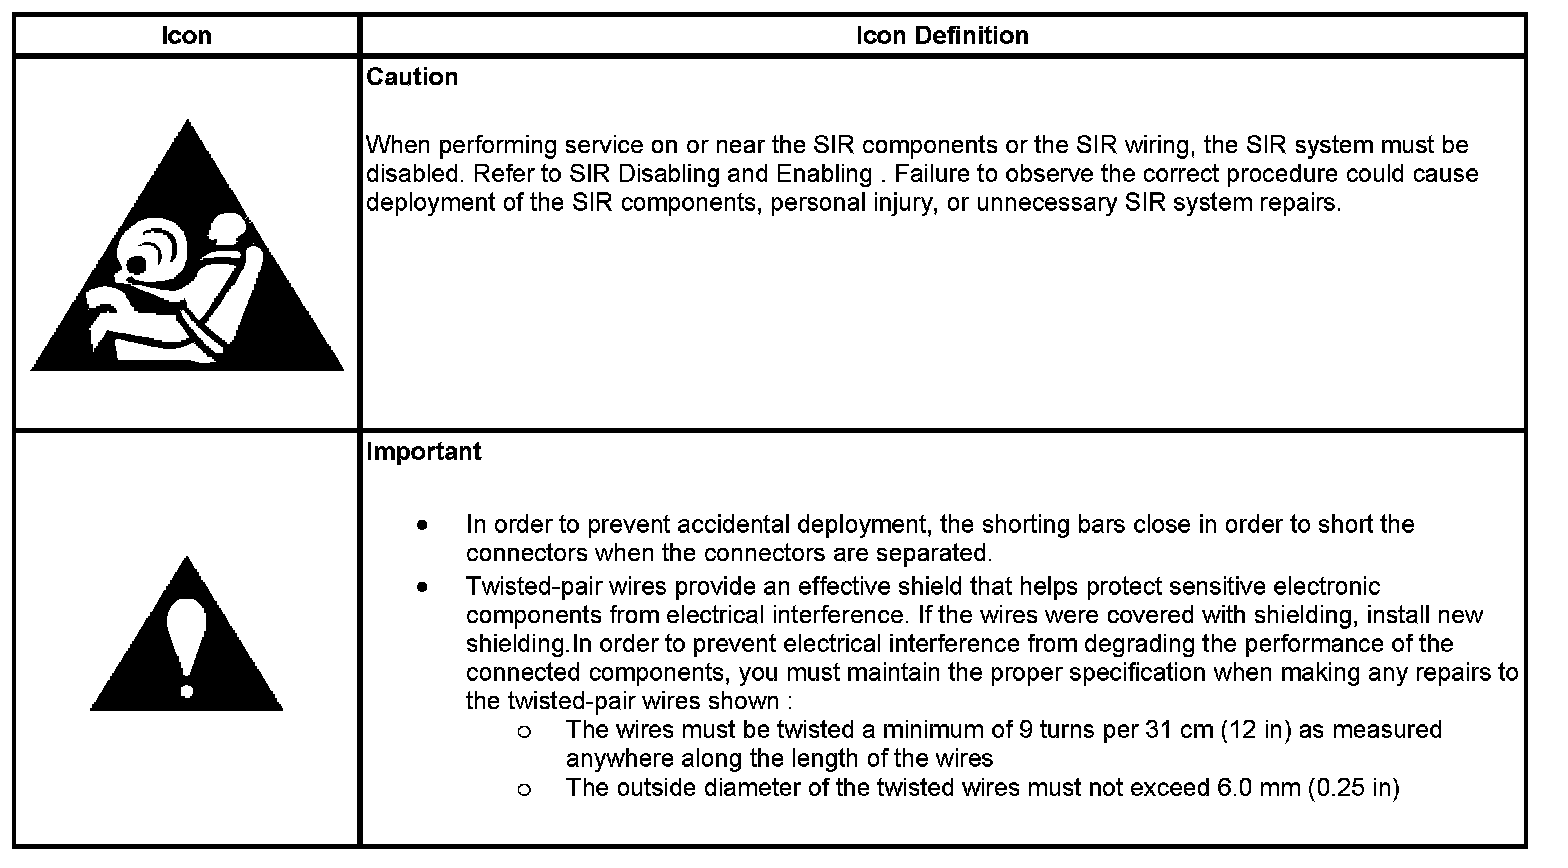 Icon
Icon Definition
Caution
When performing service on or near the SIR components or the SIR wiring, the SIR system must be
disabled. Refer to SIR Disabling and Enabling . Failure to observe the correct procedure could cause
deployment of the SIR components, personal injury, or unnecessary SIR system repairs.
Important
● In order to prevent accidental deployment, the shorting bars close in order to short the
connectors when the connectors are separated.
● Twisted-pair wires provide an effective shield that helps protect sensitive electronic
components from electrical interference. If the wires were covered with shielding, install new
shielding.In order to prevent electrical interference from degrading the performance of the
connected components, you must maintain the proper specification when making any repairs to
the twisted-pair wires shown :
o The wires must be twisted a minimum of 9 turns per 31 cm (12 in) as measured
anywhere along the length of the wires
o The outside diameter of the twisted wires must not exceed 6.0 mm (0.25 in)